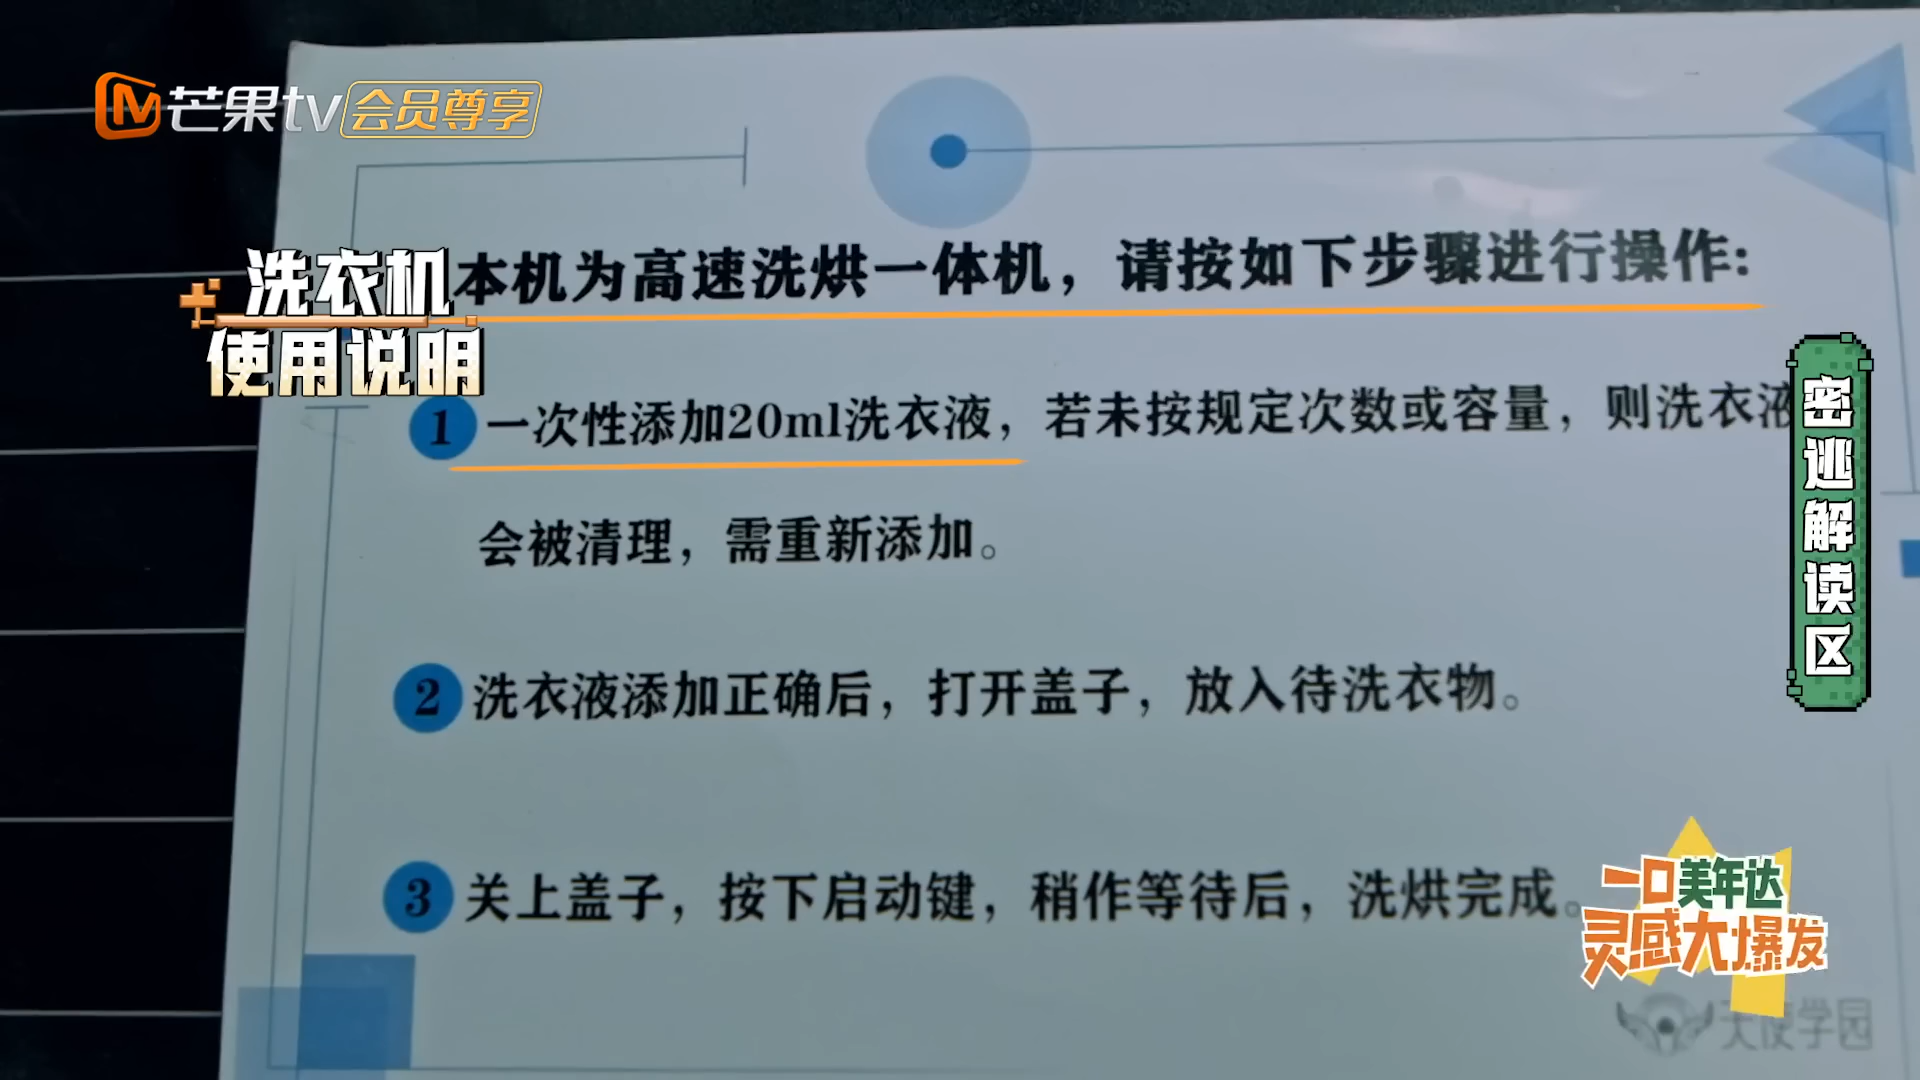 芒果tv会员尊享
洗衣机
使用说明
本机为高速洗烘一体机，请按如下步骤进行操作:
1 一次性添加20ml洗衣液，若未按规定次数或容量，则洗衣液
会被清理，需重新添加。
2 洗衣液添加正确后，打开盖子，放入待洗衣物。
3 关上盖子，按下启动键，稍作等待后，洗烘完成。
密逃解读区
一口美年达
灵感大爆发
天使学园